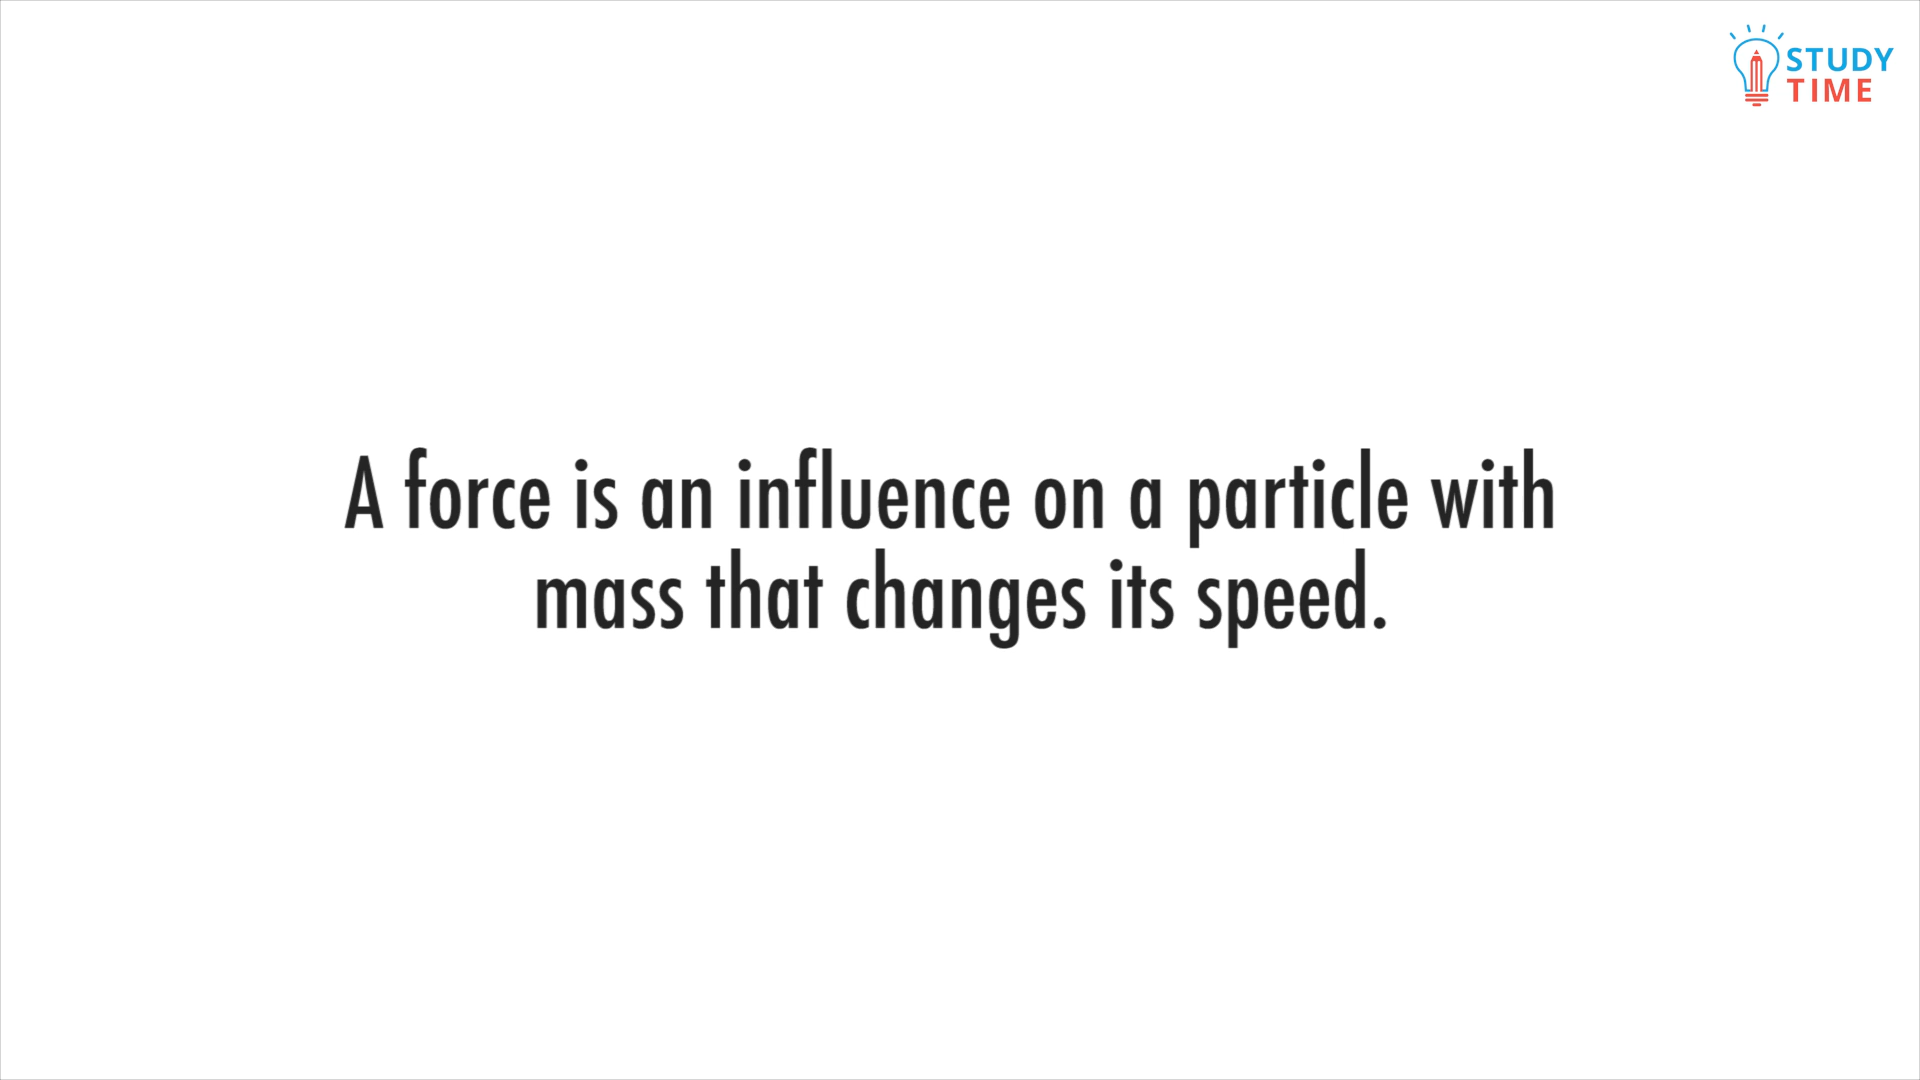 STUDY
TIME
A force is an influence on a particle with
mass that changes its speed.